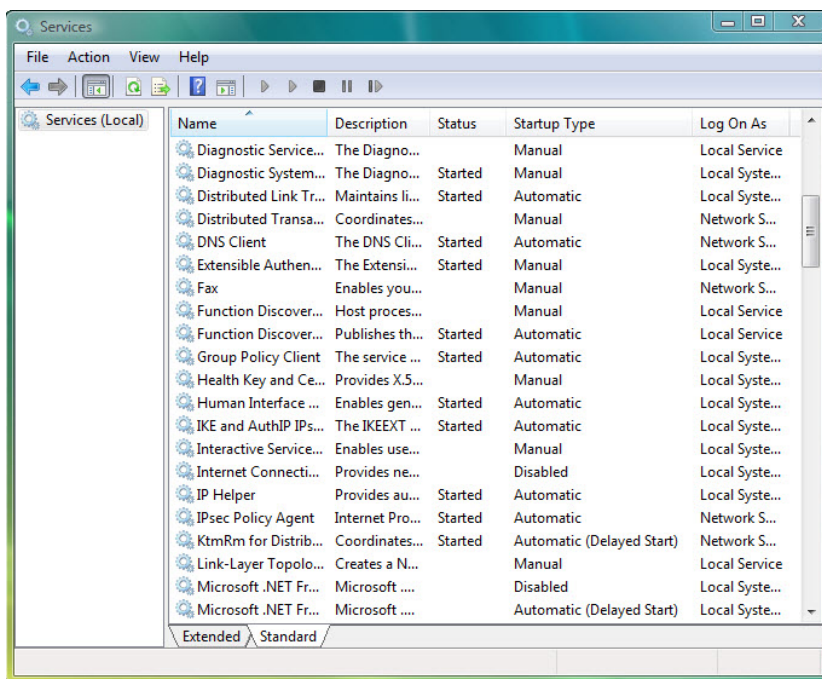 Services
File Action View Help
Services (Local)
Name Description Status Startup Type Log On As
Diagnostic Service... The Diagno... Manual Local Service
Diagnostic System... The Diagno... Started Manual Local Syste...
Distributed Link Tr... Maintains li... Started Automatic Local Syste...
Distributed Transa... Coordinates... Manual Network S...
DNS Client The DNS Cli... Started Automatic Network S...
Extensible Authen... The Extensi... Started Manual Local Syste...
Fax Enables you... Manual Network S...
Function Discover... Host proces... Manual Local Service
Function Discover... Publishes th... Started Automatic Local Service
Group Policy Client The service ... Started Automatic Local Syste...
Health Key and Ce... Provides X.5... Manual Local Syste...
Human Interface ... Enables gen... Started Automatic Local Syste...
IKE and AuthIP IPs... The IKEEXT ... Started Automatic Local Syste...
Interactive Service... Enables use... Manual Local Syste...
Internet Connecti... Provides ne... Disabled Local Syste...
IP Helper Provides au... Started Automatic Local Syste...
IPsec Policy Agent Internet Pro... Started Automatic Network S...
KtmRm for Distrib... Coordinates... Started Automatic (Delayed Start) Network S...
Link-Layer Topolo... Creates a N... Manual Local Service
Microsoft .NET Fr... Microsoft .... Disabled Local Syste...
Microsoft .NET Fr... Microsoft .... Automatic (Delayed Start) Local Syste...
Extended Standard